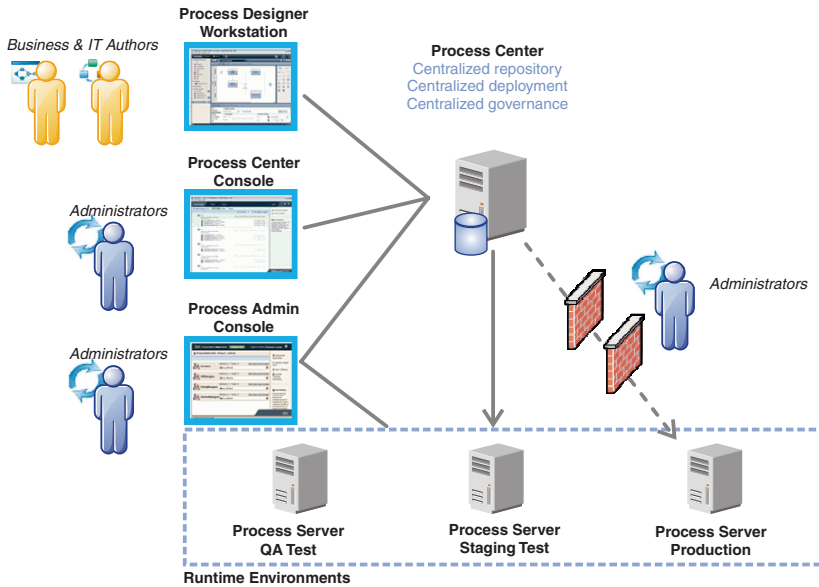 Business & IT Authors
Process Designer
Workstation
Process Center
Centralized repository
Centralized deployment
Centralized governance
Process Center
Console
Administrators
Administrators
Process Admin
Console
Administrators
Process Server
QA Test
Process Server
Staging Test
Process Server
Production
Runtime Environments